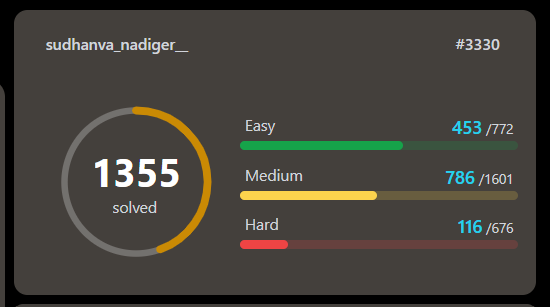 sudhanva_nadiger__ #3330
1355
solved
Easy 453 /772
Medium 786 /1601
Hard 116 /676